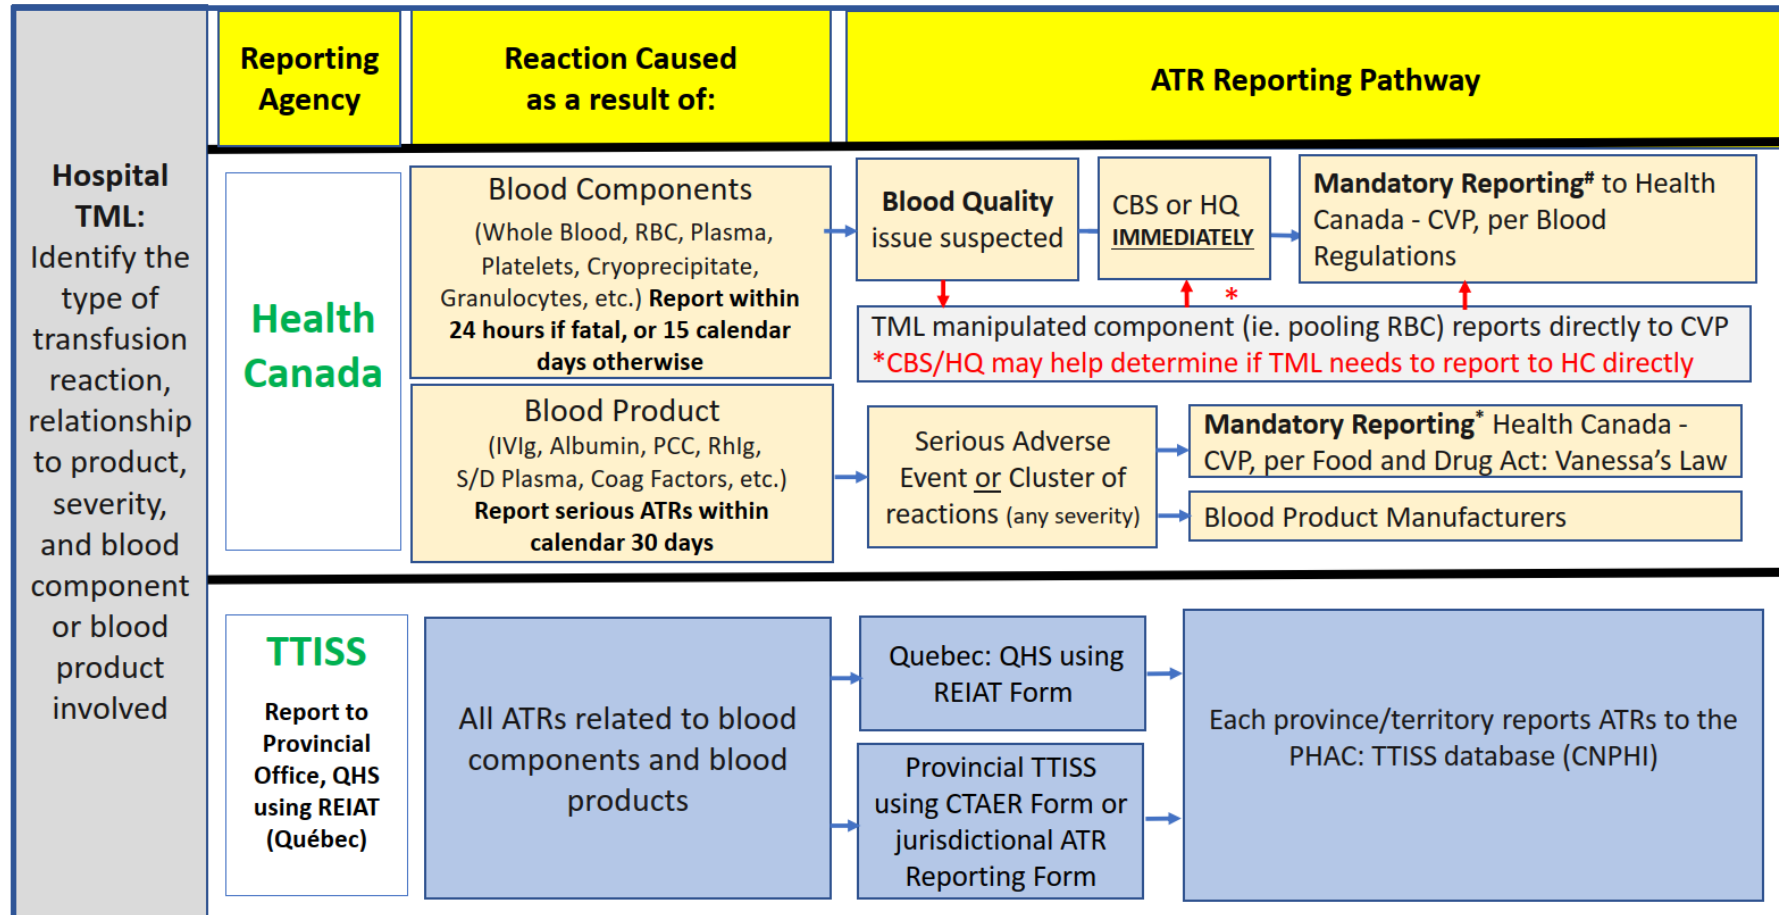 Hospital
TML:
Identify the
type of
transfusion
reaction,
relationship
to product,
severity,
and blood
component
or blood
product
involved
Reporting
Agency
Reaction Caused
as a result of:
ATR Reporting Pathway
Health
Canada
Blood Components
(Whole Blood, RBC, Plasma,
Platelets, Cryoprecipitate,
Granulocytes, etc.) Report within
24 hours if fatal, or 15 calendar
days otherwise
Blood Quality
issue suspected
CBS or HQ
IMMEDIATELY
Mandatory Reporting# to Health
Canada - CVP, per Blood
Regulations
*
TML manipulated component (ie. pooling RBC) reports directly to CVP
*CBS/HQ may help determine if TML needs to report to HC directly
Blood Product
(IVIg, Albumin, PCC, RhIg,
S/D Plasma, Coag Factors, etc.)
Report serious ATRs within
calendar 30 days
Serious Adverse
Event or Cluster of
reactions (any severity)
Mandatory Reporting* Health Canada -
CVP, per Food and Drug Act: Vanessa's Law
Blood Product Manufacturers
TTISS
Report to
Provincial
Office, QHS
using REIAT
(Québec)
All ATRs related to blood
components and blood
products
Quebec: QHS using
REIAT Form
Provincial TTISS
using CTAER Form or
jurisdictional ATR
Reporting Form
Each province/territory reports ATRs to the
PHAC: TTISS database (CNPHI)